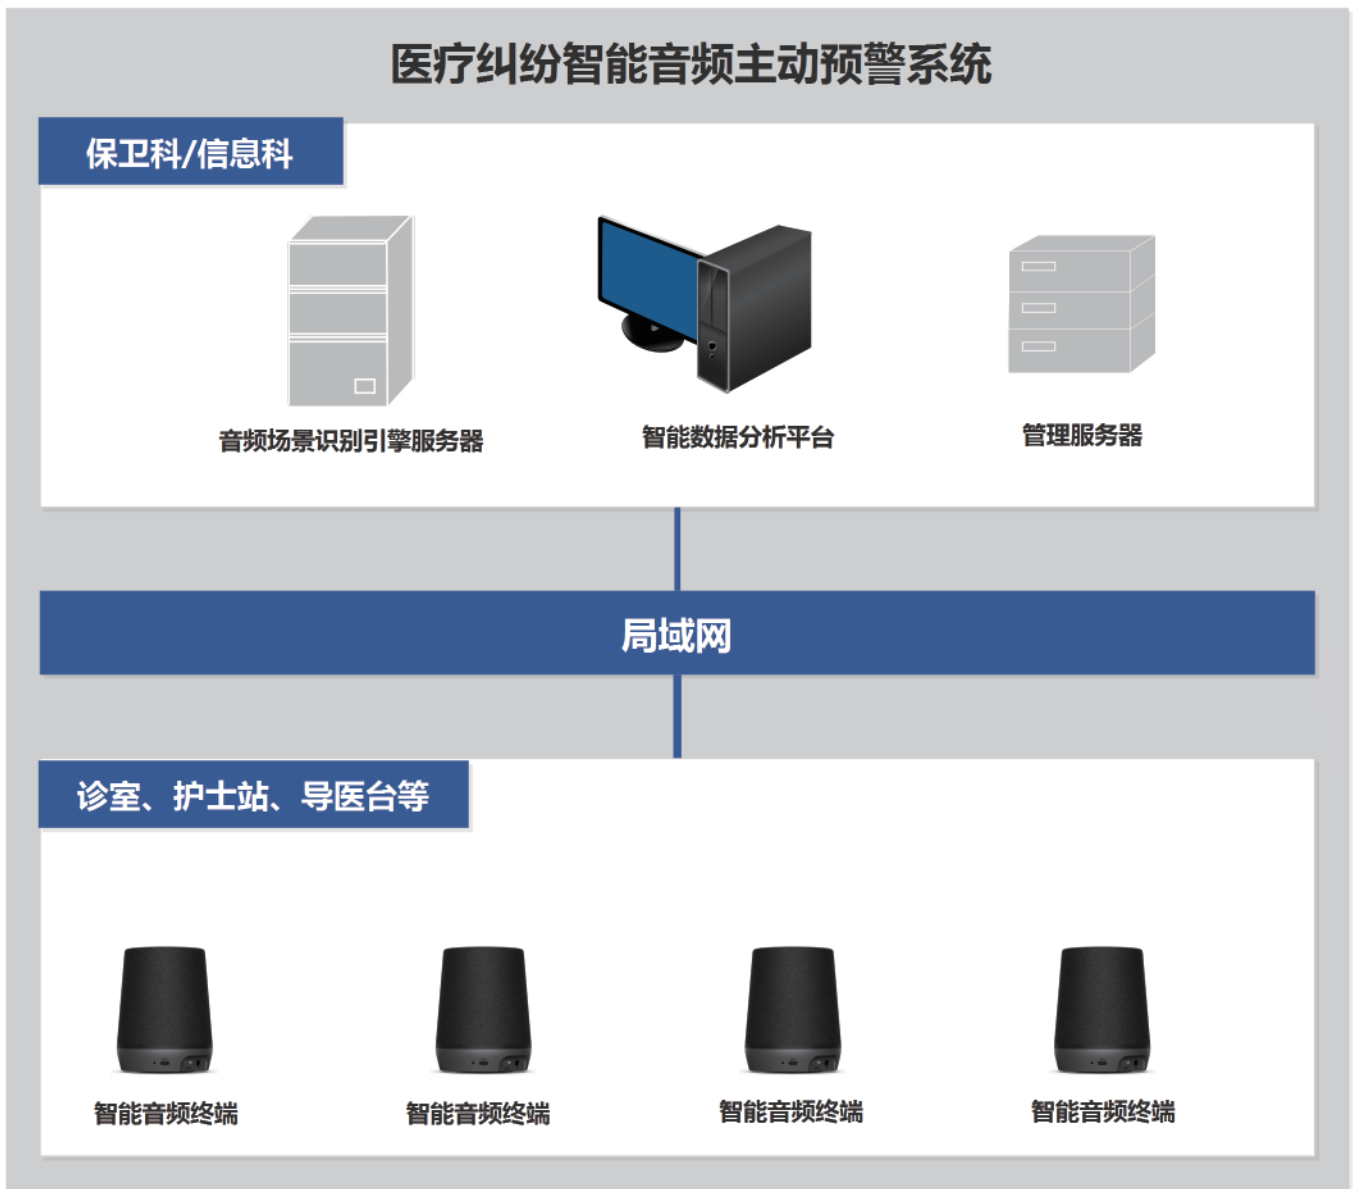 医疗纠纷智能音频主动预警系统
保卫科/信息科
音频场景识别引擎服务器
智能数据分析平台
管理服务器
局域网
诊室、护士站、导医台等
智能音频终端
智能音频终端
智能音频终端
智能音频终端